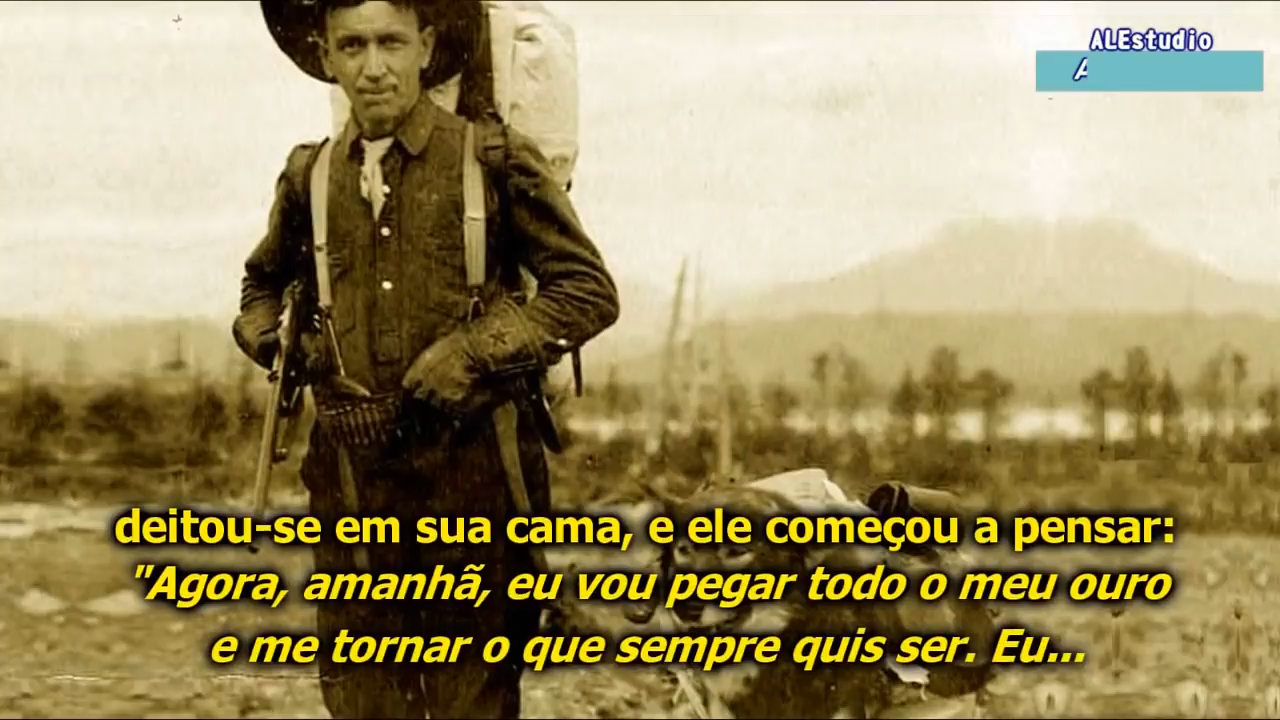 ALEstudio
A
deitou-se em sua cama, e ele começou a pensar:
"Agora, amanhã, eu vou pegar todo o meu ouro
e me tornar o que sempre quis ser. Eu...